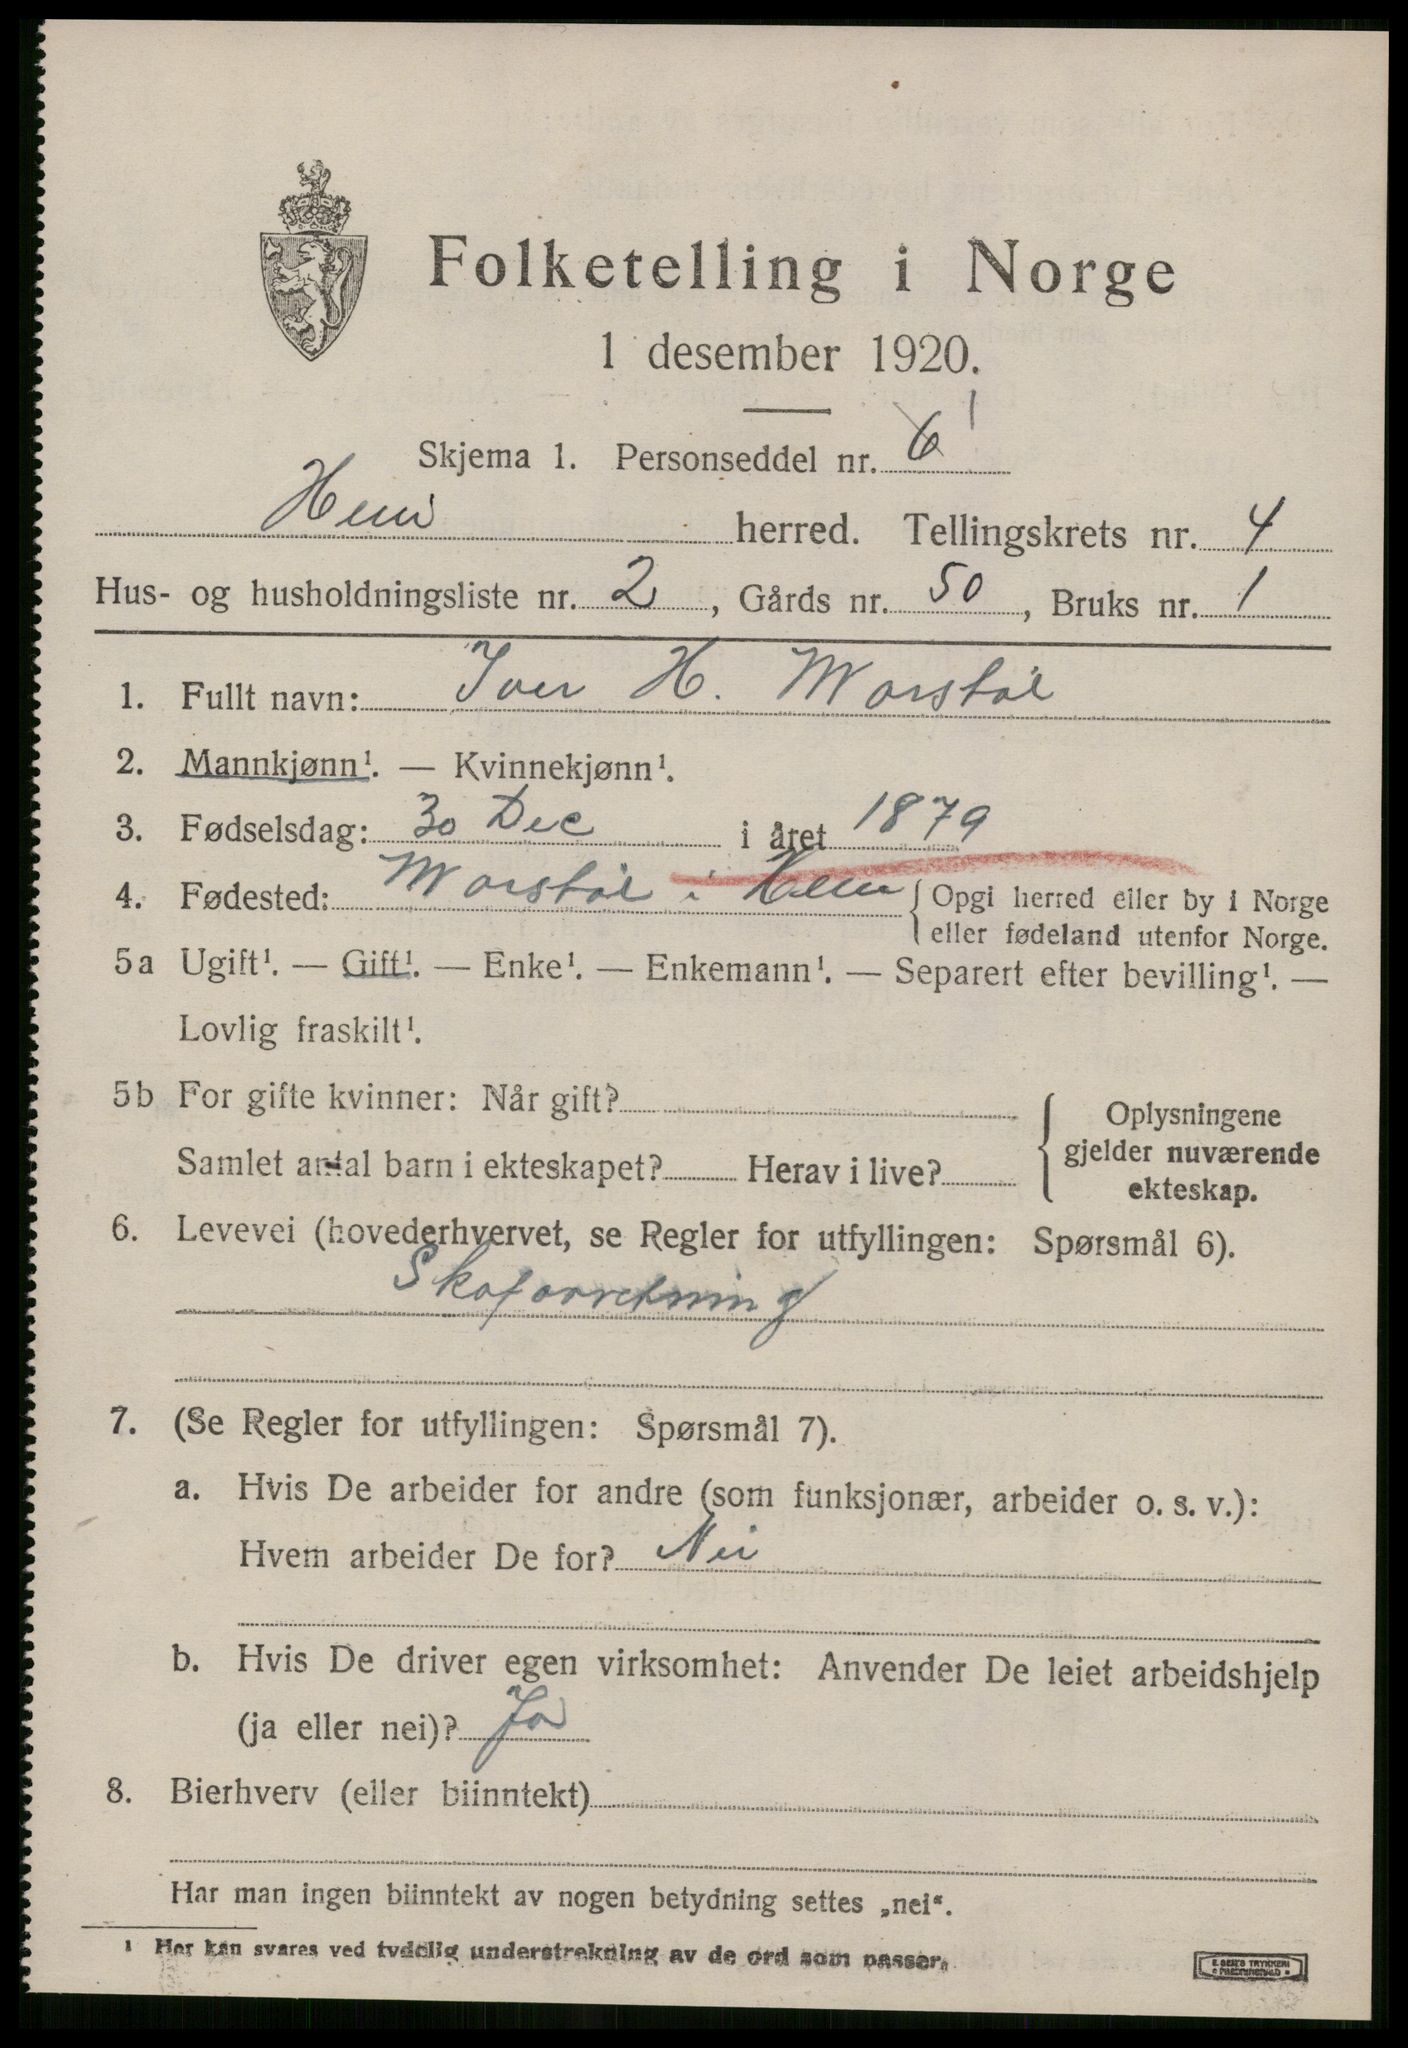 Folketelling i Norge
1 desember 1920.
Skjema 1. Personseddel nr. 6 1
Hem herred. Tellingskrets nr. 4
Hus- og husholdningsliste nr. 2, Gårds nr. 50, Bruks nr. 1
1. Fullt navn: Iver H. Worstöl
2. Mannkjønn¹. — Kvinnekjønn¹.
3. Fødselsdag: 30 Dec i året 1879
4. Fødested: Worstöl i Hem { Opgi herred eller by i Norge
eller fødeland utenfor Norge.
5a Ugift¹. — Gift¹. — Enke¹. — Enkemann¹. — Separert efter bevilling¹. —
Lovlig fraskilt¹.
5b For gifte kvinner: Når gift?
Samlet antal barn i ekteskapet? Herav i live?
{ Oplysningene
gjelder nuværende
ekteskap.
6. Levevei (hovederhvervet, se Regler for utfyllingen: Spørsmål 6).
Skoforretning
7. (Se Regler for utfyllingen: Spørsmål 7).
a. Hvis De arbeider for andre (som funksjonær, arbeider o. s. v.):
Hvem arbeider De for? Nei
b. Hvis De driver egen virksomhet: Anvender De leiet arbeidshjelp
(ja eller nei)? Ja
8. Bierhverv (eller biinntekt)
Har man ingen biinntekt av nogen betydning settes „nei“.
¹ Her kan svares ved tydelig understrekning av de ord som passer.